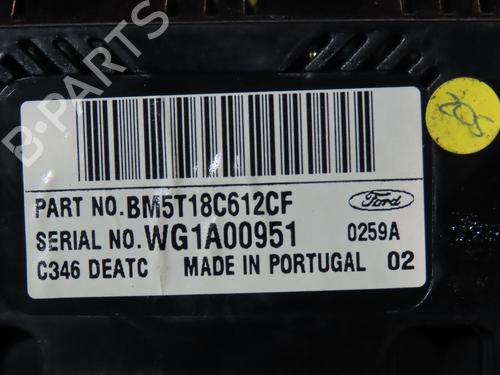 B-PARTS
PART NO.BM5T18C612CF
Ford
SERIAL NO.WG1A00951
0259A
C346 DEATC MADE IN PORTUGAL 02